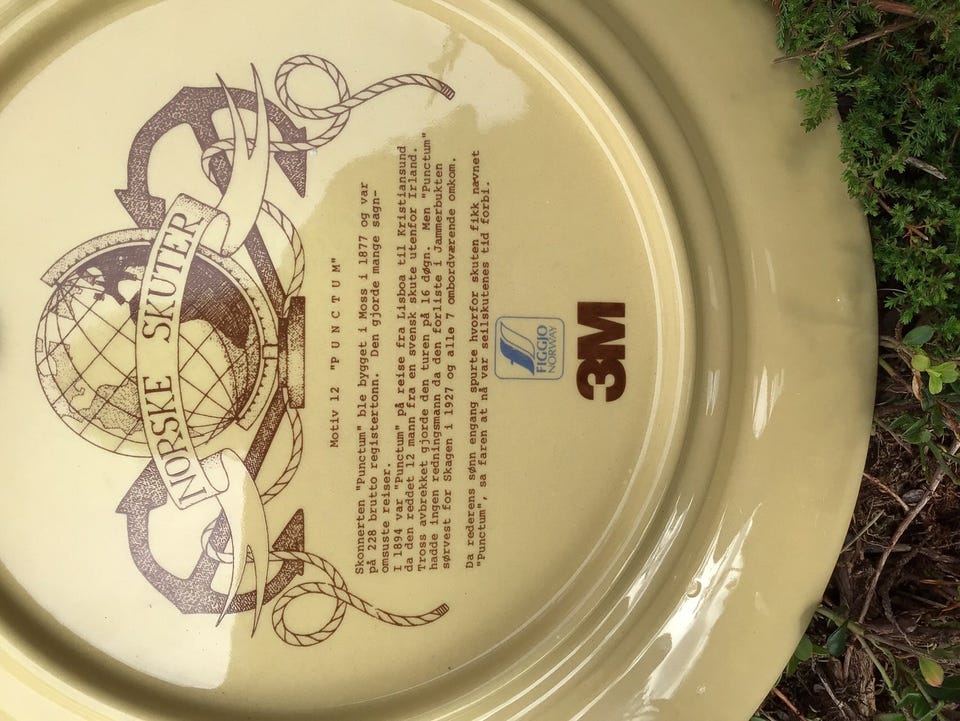 NORSKE SKUTER
Motiv 12 "PUNCTUM"
Skonnerten "Punctum" ble bygget i Moss i 1877 og var
på 228 brutto registertonn. Den gjorde mange sagn-
omsuste reiser.
I 1894 var "Punctum" på reise fra Lisboa til Kristiansund
da den reddet 12 mann fra en svensk skute utenfor Irland.
Tross avbrekket gjorde den turen på 16 døgn. Men "Punctum"
hadde ingen redningsmann da den forliste i Jammerbukten
sørvest for Skagen i 1927 og alle 7 ombordværende omkom.
Da rederens sønn engang spurte hvorfor skuten fikk navnet
"Punctum", sa faren at nå var seilskutenes tid forbi.
FIGGJO
NORWAY
3M